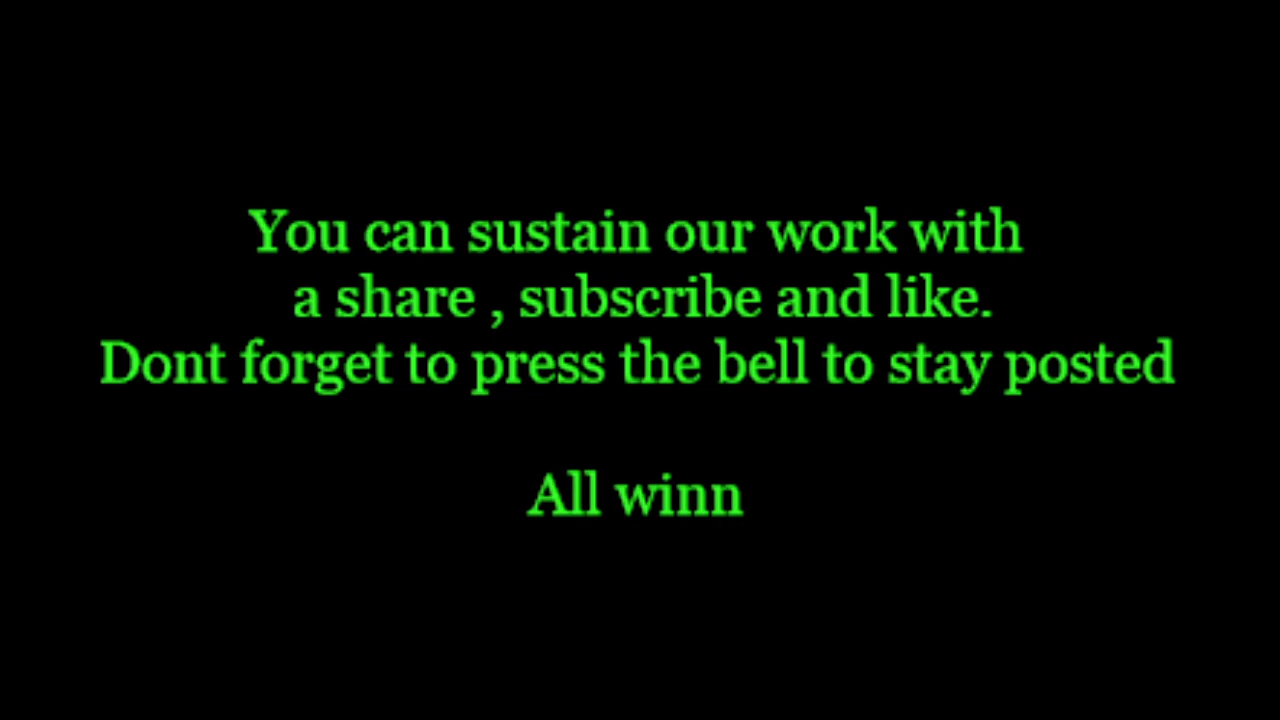 You can sustain our work with
a share , subscribe and like.
Dont forget to press the bell to stay posted
All winn